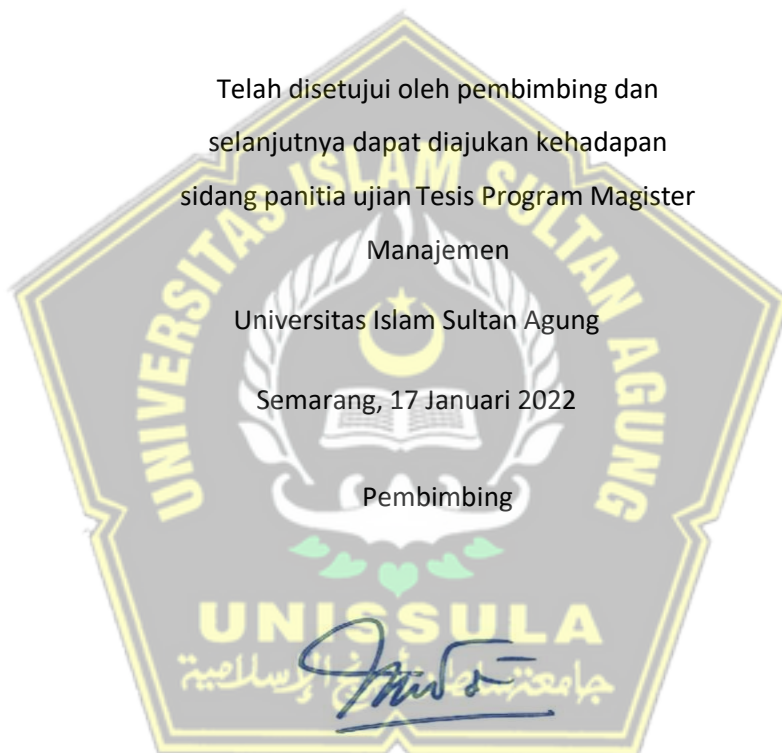 Telah disetujui oleh pembimbing dan
selanjutnya dapat diajukan kehadapan
sidang panitia ujian Tesis Program Magister
Manajemen
Universitas Islam Sultan Agung
Semarang, 17 Januari 2022
Pembimbing
UNIVERSITAS ISLAM SULTAN AGUNG
UNISSULA
الإسلامية